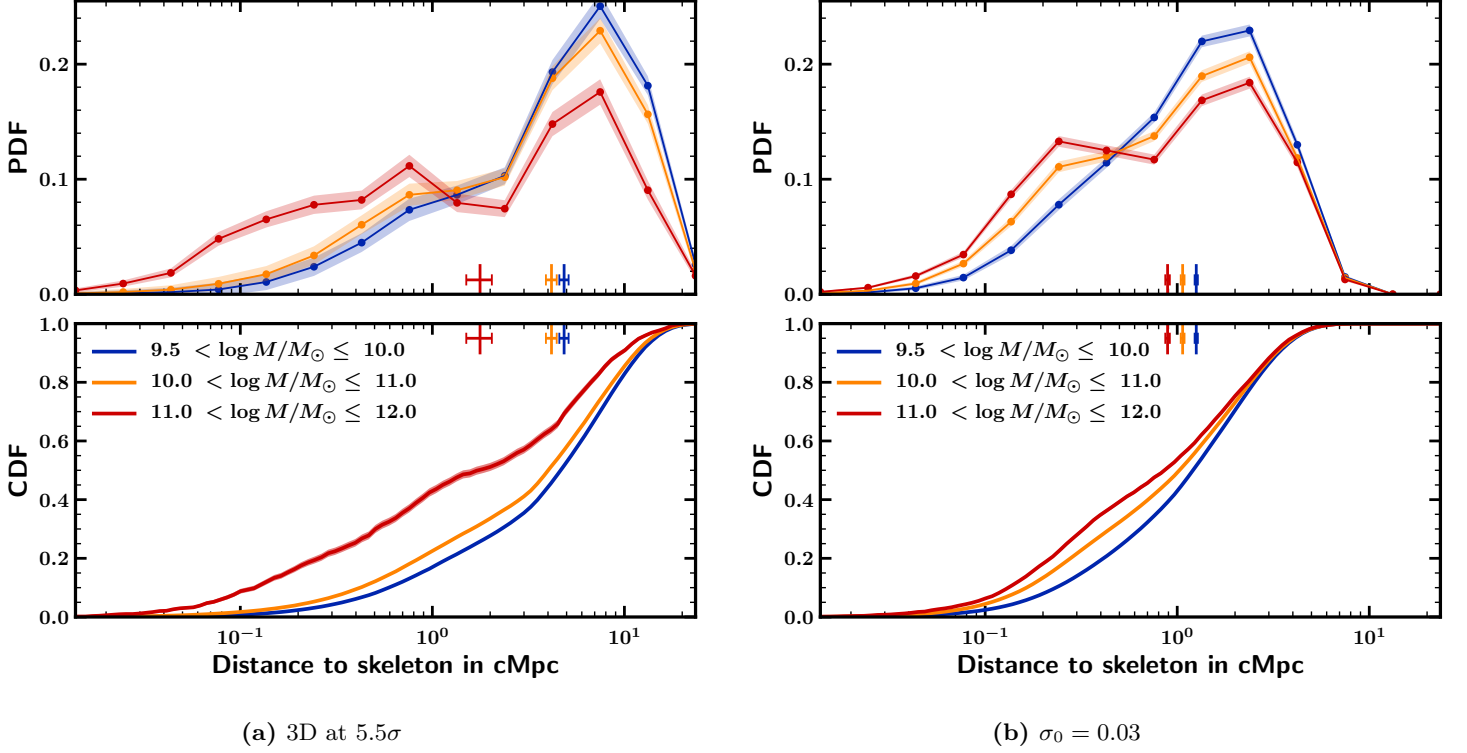 0.2
0.1
0.0
PDF
1.0
0.8
0.6
0.4
0.2
0.0
CDF
9.5 < log M/M⊙ ≤ 10.0
10.0 < log M/M⊙ ≤ 11.0
11.0 < log M/M⊙ ≤ 12.0
10⁻¹ 10⁰ 10¹
Distance to skeleton in cMpc
(a) 3D at 5.5σ
0.2
0.1
0.0
PDF
1.0
0.8
0.6
0.4
0.2
0.0
CDF
9.5 < log M/M⊙ ≤ 10.0
10.0 < log M/M⊙ ≤ 11.0
11.0 < log M/M⊙ ≤ 12.0
10⁻¹ 10⁰ 10¹
Distance to skeleton in cMpc
(b) σ₀ = 0.03